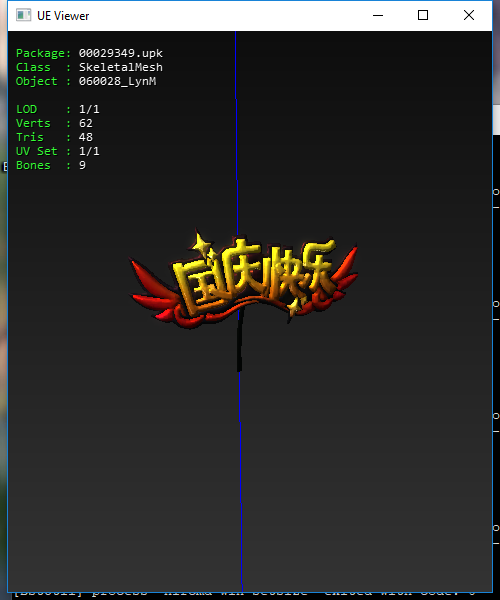 UE Viewer
Package: 00029349.upk
Class : SkeletalMesh
Object : 060028_LynM
LOD : 1/1
Verts : 62
Tris : 48
UV Set : 1/1
Bones : 9
国庆快乐